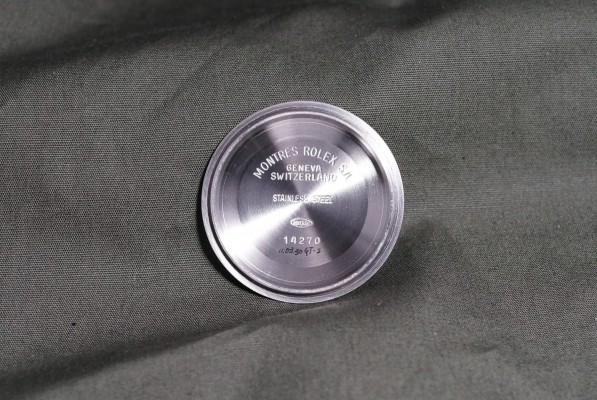 MONTRES ROLEX S.A
GENEVA
SWITZERLAND
STAINLESS STEEL
14270